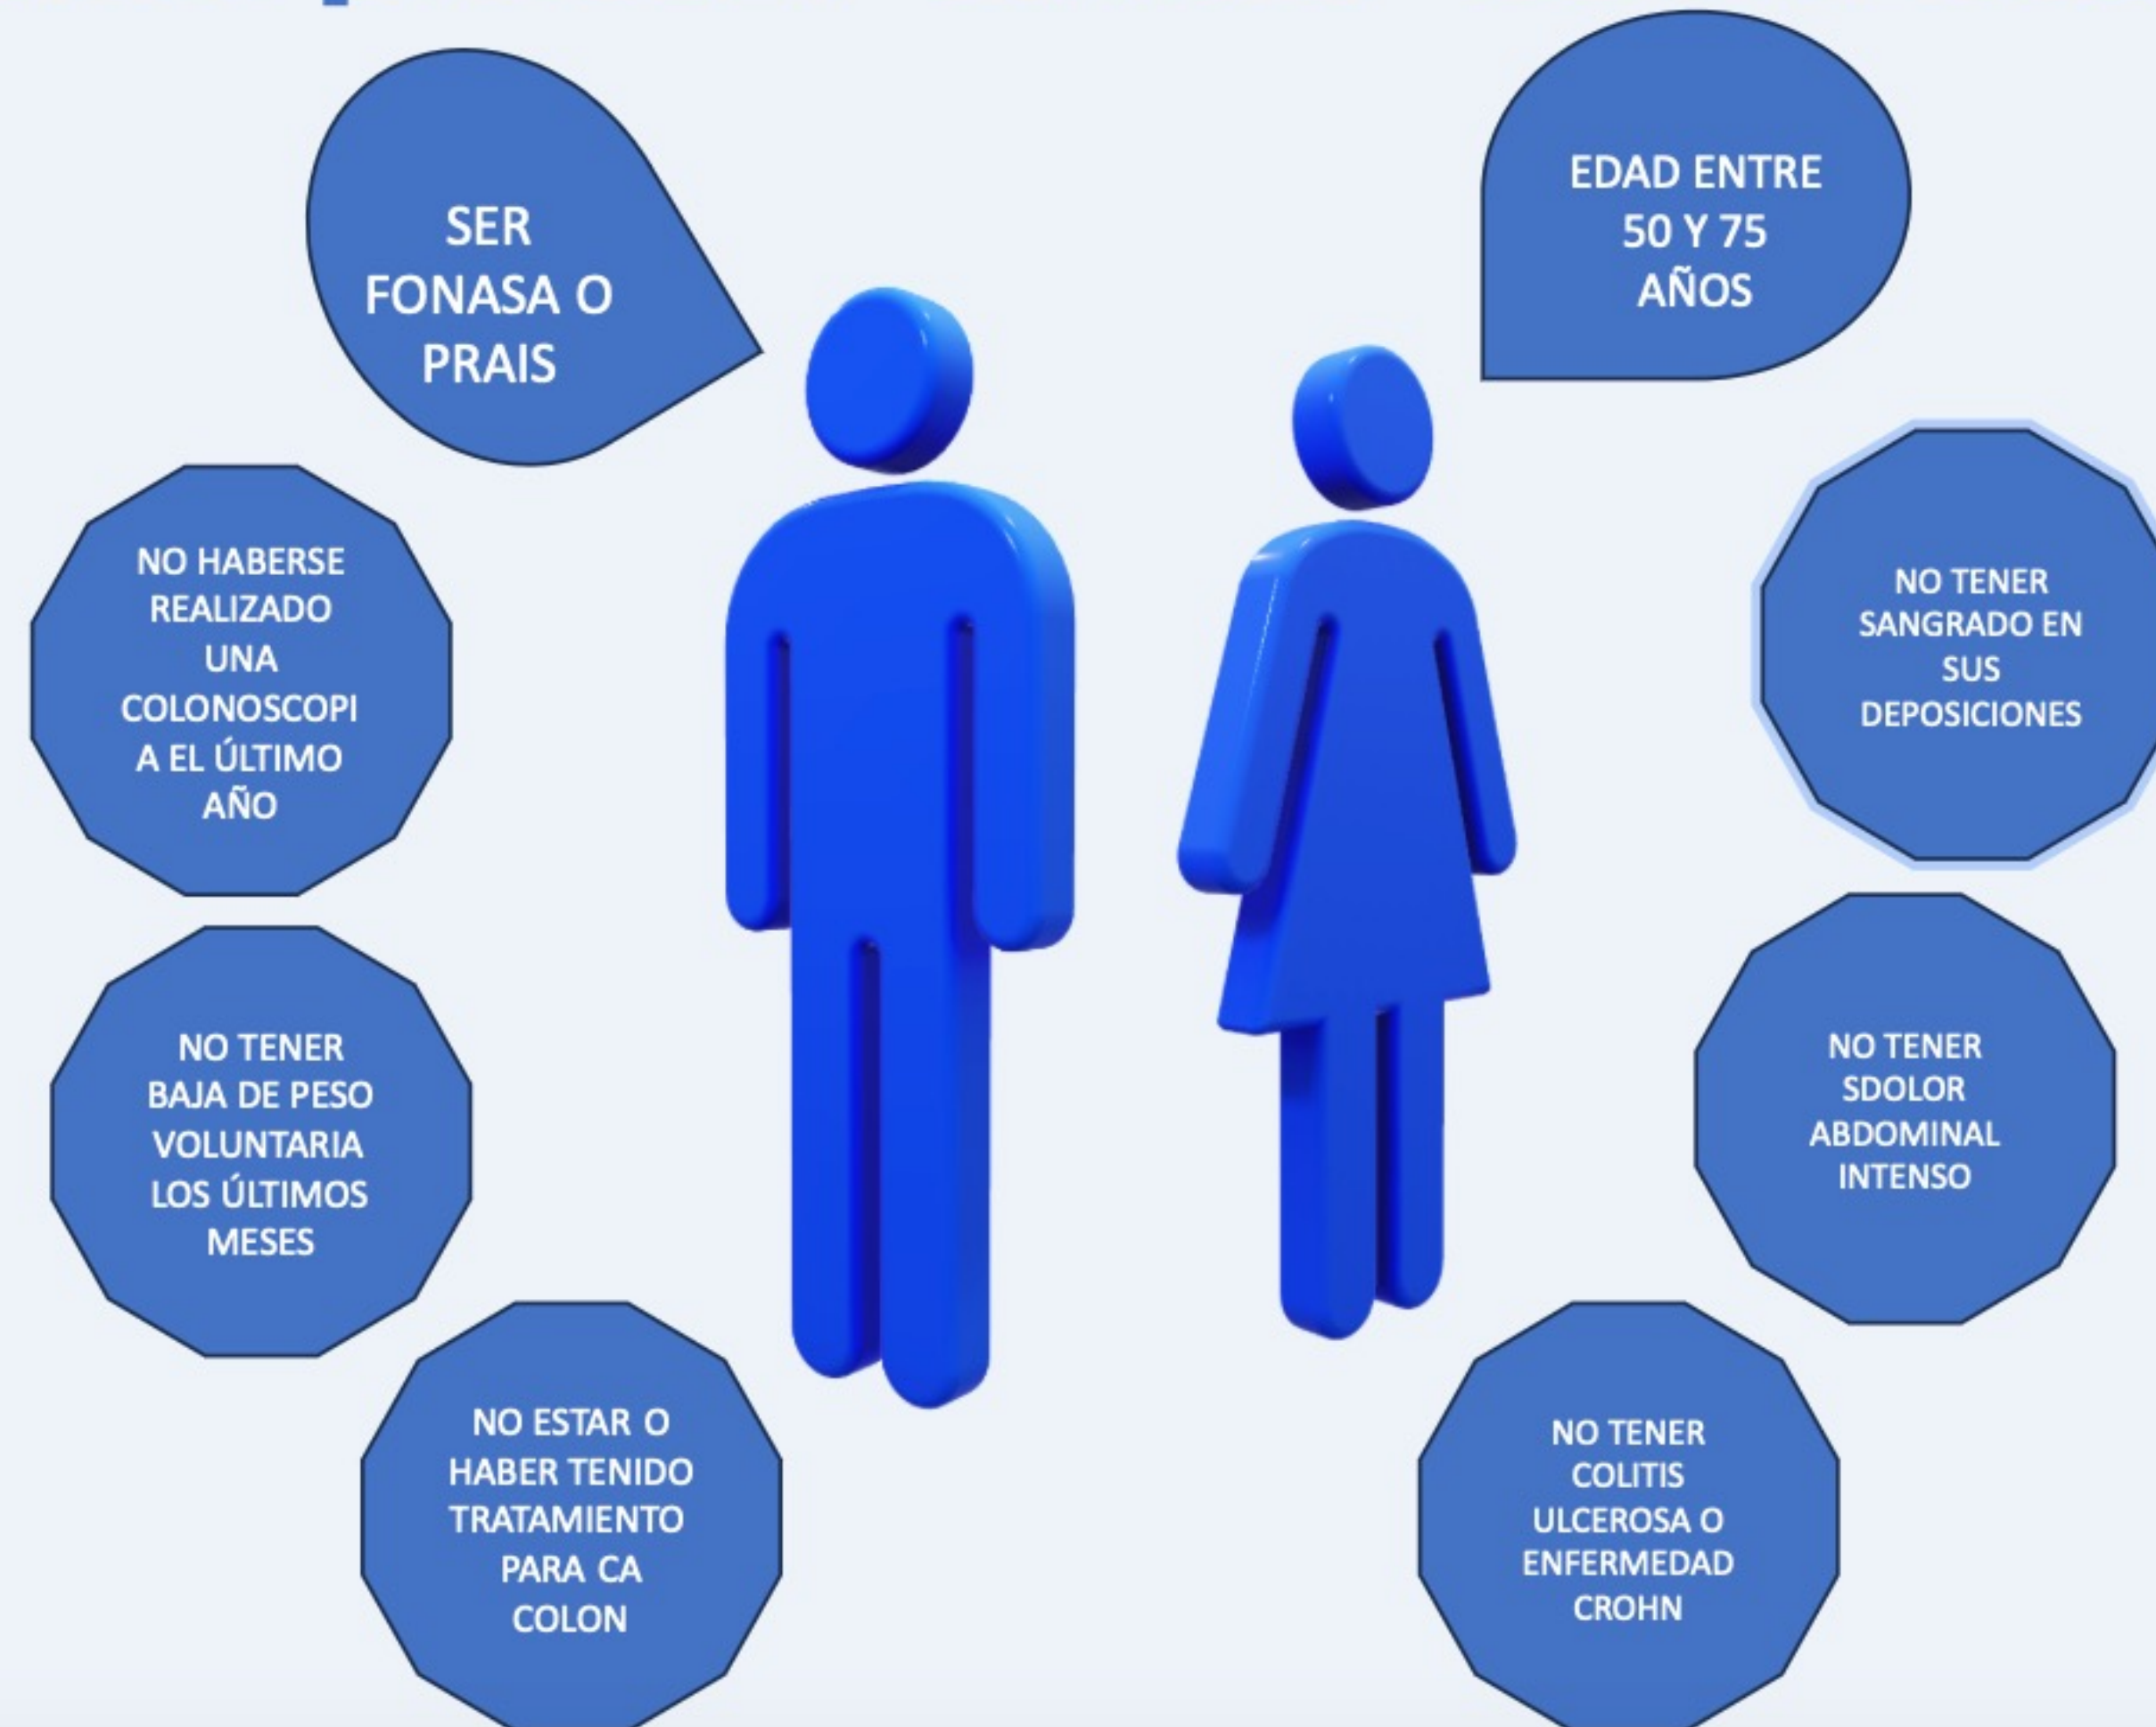 SER
FONASA O
PRAIS
EDAD ENTRE
50 Y 75
AÑOS
NO HABERSE
REALIZADO
UNA
COLONOSCOPI
A EL ÚLTIMO
AÑO
NO TENER
SANGRADO EN
SUS
DEPOSICIONES
NO TENER
BAJA DE PESO
VOLUNTARIA
LOS ÚLTIMOS
MESES
NO TENER
SDOLOR
ABDOMINAL
INTENSO
NO ESTAR O
HABER TENIDO
TRATAMIENTO
PARA CA
COLON
NO TENER
COLITIS
ULCEROSA O
ENFERMEDAD
CROHN